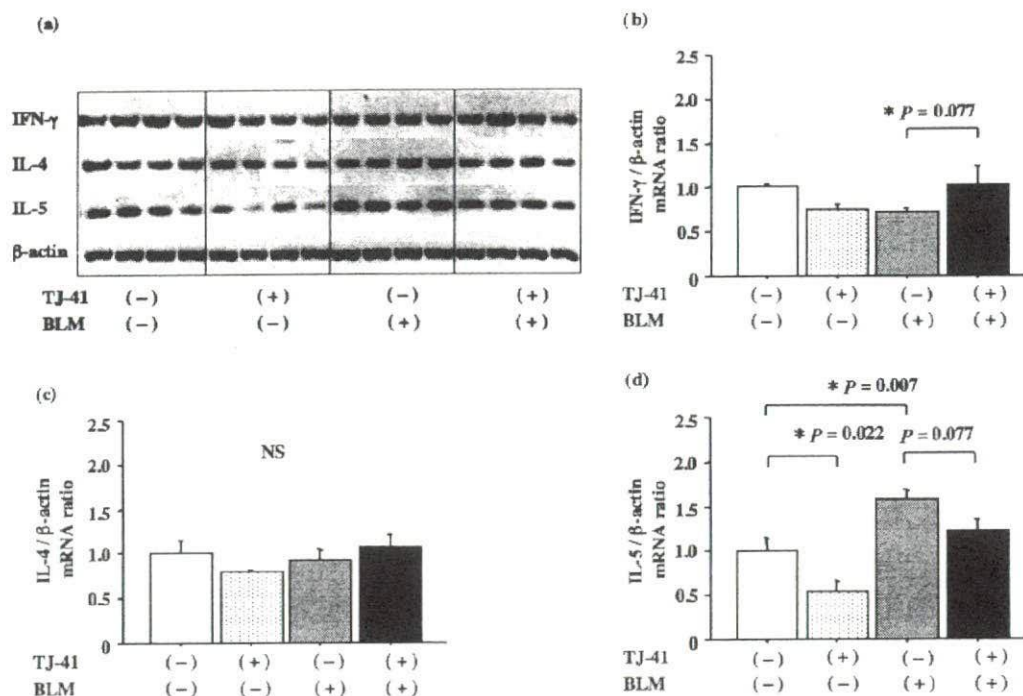 (a)
IFN-γ
IL-4
IL-5
β-actin
TJ-41 (−) (+) (−) (+)
BLM (−) (−) (+) (+)
(b)
IFN-γ / β-actin
mRNA ratio
2.5
2.0
1.5
1.0
0.5
0
* P = 0.077
TJ-41 (−) (+) (−) (+)
BLM (−) (−) (+) (+)
(c)
IL-4 / β-actin
mRNA ratio
2.5
2.0
1.5
1.0
0.5
0
NS
TJ-41 (−) (+) (−) (+)
BLM (−) (−) (+) (+)
(d)
IL-5 / β-actin
mRNA ratio
2.5
2.0
1.5
1.0
0.5
0
* P = 0.007
* P = 0.022 P = 0.077
TJ-41 (−) (+) (−) (+)
BLM (−) (−) (+) (+)